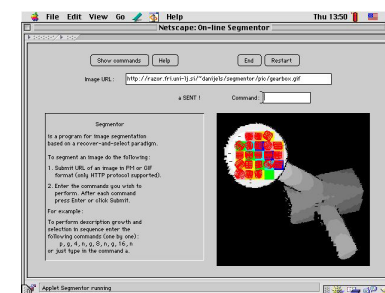 File Edit View Go Help Thu 13:50
Netscape: On-line Segmentor
Show commands Help End Restart
Image URL: http://razor.fri.uni-lj.si/~danijels/segmentor/pic/gearbox.gif
a SENT! Command:
Segmentor
is a program for image segmentation
based on a recover-and-select paradigm.
To segment an image do the following:
1. Submit URL of an image in PM or GIF
format (only HTTP protocol supported).
2. Enter the commands you wish to
perform. After each command
press Enter or click Submit.
For example:
To perform description growth and
selection in sequence enter the
following commands (one by one):
p, g, 4, n, g, 8, n, g, 16, n
or just type in the command a.
Applet Segmentor running